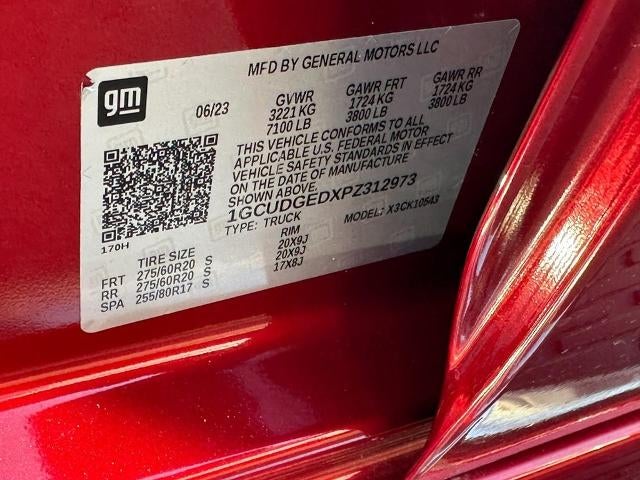 MFD BY GENERAL MOTORS LLC
gm
06/23 GVWR GAWR FRT GAWR RR
3221 KG 1724 KG 1724 KG
7100 LB 3800 LB 3800 LB
THIS VEHICLE CONFORMS TO ALL
APPLICABLE U.S. FEDERAL MOTOR
VEHICLE SAFETY STANDARDS IN EFFECT
ON THE DATE OF MANUFACTURE
SHOWN ABOVE.
1GCUDGEDXPZ312973
TYPE: TRUCK MODEL: X3CK10543
170H
TIRE SIZE RIM
FRT 275/60R20 S 20X9J
RR 275/60R20 S 20X9J
SPA 255/80R17 S 17X8J